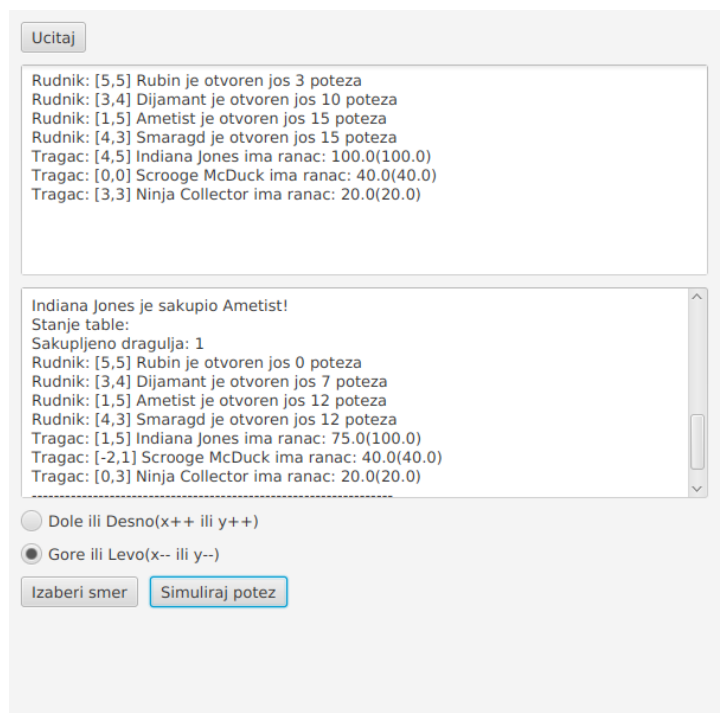 Ucitaj
Rudnik: [5,5] Rubin je otvoren jos 3 poteza
Rudnik: [3,4] Dijamant je otvoren jos 10 poteza
Rudnik: [1,5] Ametist je otvoren jos 15 poteza
Rudnik: [4,3] Smaragd je otvoren jos 15 poteza
Tragac: [4,5] Indiana Jones ima ranac: 100.0(100.0)
Tragac: [0,0] Scrooge McDuck ima ranac: 40.0(40.0)
Tragac: [3,3] Ninja Collector ima ranac: 20.0(20.0)
Indiana Jones je sakupio Ametist!
Stanje table:
Sakupljeno dragulja: 1
Rudnik: [5,5] Rubin je otvoren jos 0 poteza
Rudnik: [3,4] Dijamant je otvoren jos 7 poteza
Rudnik: [1,5] Ametist je otvoren jos 12 poteza
Rudnik: [4,3] Smaragd je otvoren jos 12 poteza
Tragac: [1,5] Indiana Jones ima ranac: 75.0(100.0)
Tragac: [-2,1] Scrooge McDuck ima ranac: 40.0(40.0)
Tragac: [0,3] Ninja Collector ima ranac: 20.0(20.0)
-----------------------------------------------------------------
Dole ili Desno(x++ ili y++)
Gore ili Levo(x-- ili y--)
Izaberi smer Simuliraj potez